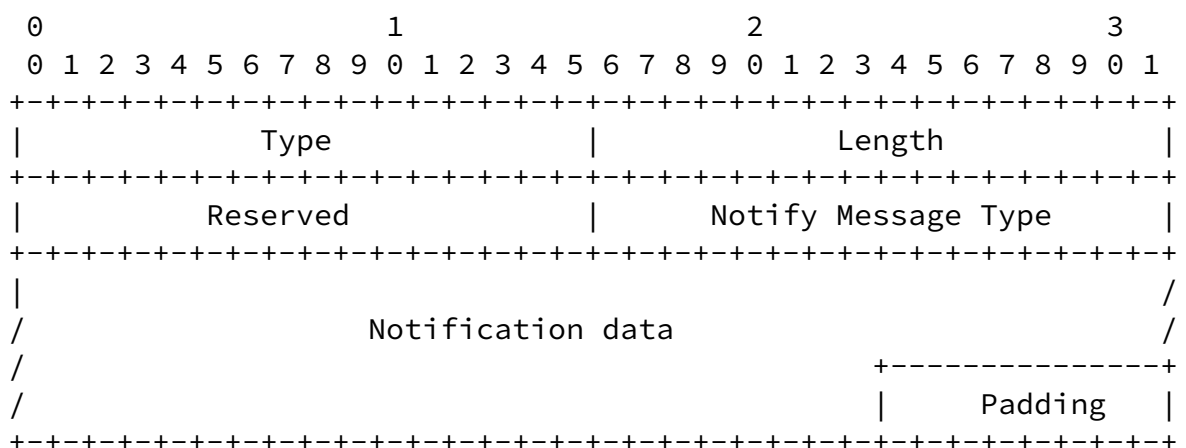 0                   1                   2                   3
 0 1 2 3 4 5 6 7 8 9 0 1 2 3 4 5 6 7 8 9 0 1 2 3 4 5 6 7 8 9 0 1
+-+-+-+-+-+-+-+-+-+-+-+-+-+-+-+-+-+-+-+-+-+-+-+-+-+-+-+-+-+-+-+-+
|             Type              |             Length            |
+-+-+-+-+-+-+-+-+-+-+-+-+-+-+-+-+-+-+-+-+-+-+-+-+-+-+-+-+-+-+-+-+
|          Reserved             |      Notify Message Type      |
+-+-+-+-+-+-+-+-+-+-+-+-+-+-+-+-+-+-+-+-+-+-+-+-+-+-+-+-+-+-+-+-+
|                                                               /
/                   Notification data                           /
/                                               +---------------+
/                                               |     Padding   |
+-+-+-+-+-+-+-+-+-+-+-+-+-+-+-+-+-+-+-+-+-+-+-+-+-+-+-+-+-+-+-+-+